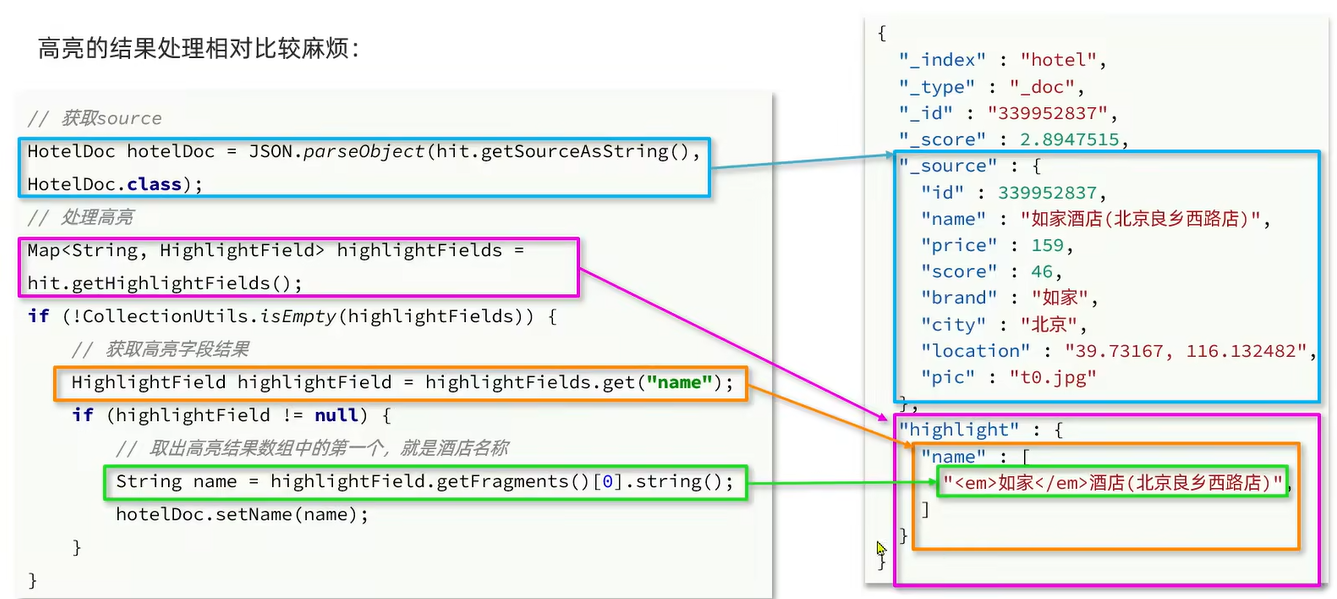 高亮的结果处理相对比较麻烦：
// 获取source
HotelDoc hotelDoc = JSON.parseObject(hit.getSourceAsString(),
HotelDoc.class);
// 处理高亮
Map<String, HighlightField> highlightFields =
hit.getHighlightFields();
if (!CollectionUtils.isEmpty(highlightFields)) {
// 获取高亮字段结果
HighlightField highlightField = highlightFields.get("name");
if (highlightField != null) {
// 取出高亮结果数组中的第一个，就是酒店名称
String name = highlightField.getFragments()[0].string();
hotelDoc.setName(name);
}
}
{
"_index" : "hotel",
"_type" : "_doc",
"_id" : "339952837",
"_score" : 2.8947515,
"_source" : {
"id" : 339952837,
"name" : "如家酒店(北京良乡西路店)",
"price" : 159,
"score" : 46,
"brand" : "如家",
"city" : "北京",
"location" : "39.73167, 116.132482",
"pic" : "t0.jpg"
},
"highlight" : {
"name" : [
"<em>如家</em>酒店(北京良乡西路店)",
]
}
}